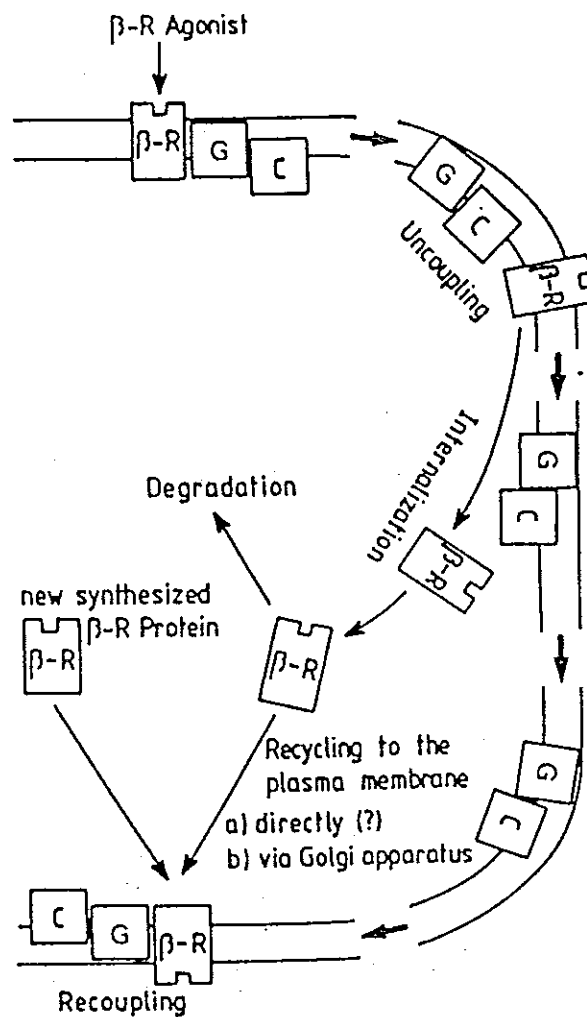 β-R Agonist
β-R
G
C
G
C
β-R
Uncoupling
G
C
Internalization
β-R
Degradation
new synthesized
β-R Protein
β-R
β-R
Recycling to the
plasma membrane
a) directly (?)
b) via Golgi apparatus
G
C
C
G
β-R
Recoupling